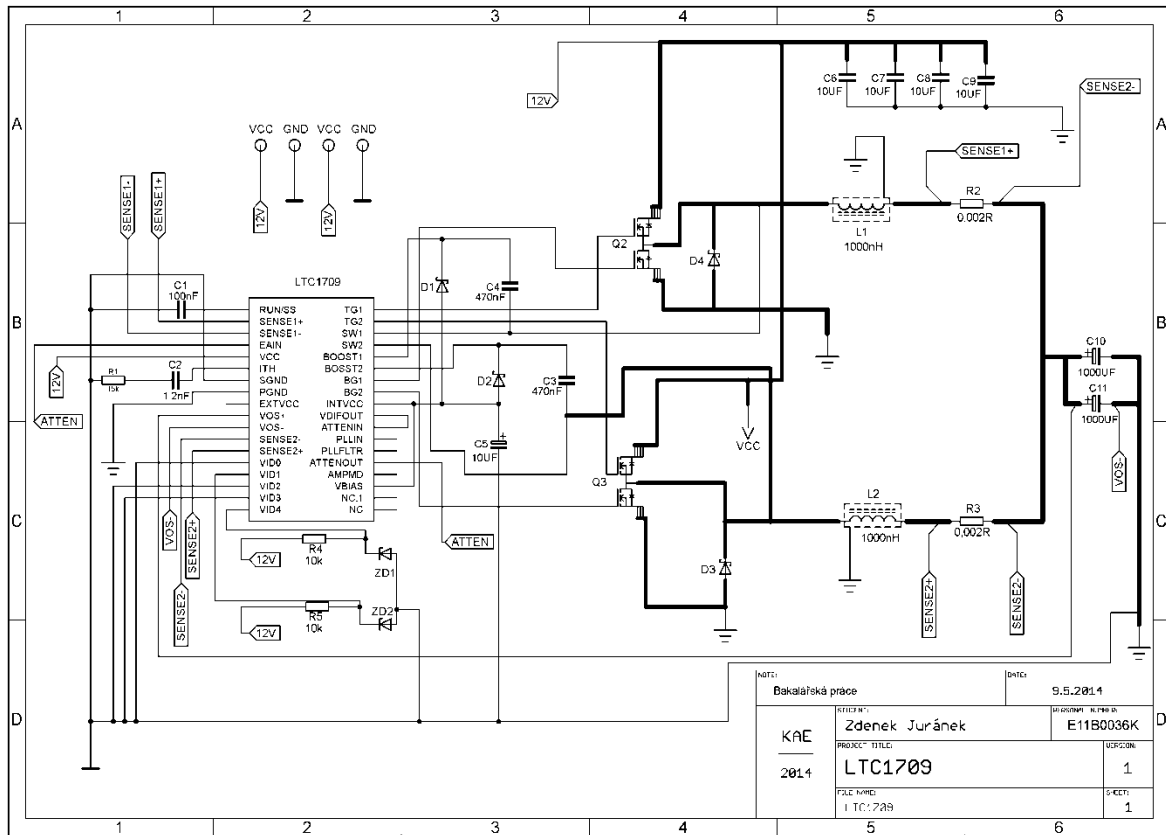 1 2 3 4 5 6
A A
B B
C C
D D
1 2 3 4 5 6
12V
C6 10UF
C7 10UF
C8 10UF
C9 10UF
SENSE2-
VCC GND VCC GND
12V 12V
SENSE1-
SENSE1+
SENSE1+
R2
0.002R
L1
1000nH
Q2
D4
LTC1709
C1
100nF
D1
C4
470nF
RUN/SS TG1
SENSE1+ TG2
SENSE1- SW1
EAIN SW2
VCC BOOST1
ITH BOSST2
SGND BG1
PGND BG2
EXTVCC INTVCC
VOS+ VDIFOUT
VOS- ATTENIN
SENSE2- PLLIN
SENSE2+ PLLFLTR
VID0 ATTENOUT
VID1 AMPMD
VID2 VBIAS
VID3 NC.1
VID4 NC
R1
15k
C2
1.2nF
12V
ATTEN
D2
C3
470nF
C5
10UF
VCC
C10
1000UF
C11
1000UF
VOS-
Q3
D3
L2
1000nH
R3
0,002R
SENSE2+
SENSE2-
ATTEN
VOS-
SENSE2+
SENSE2-
R4
10k
12V
ZD1
R5
10k
12V
ZD2
NOTE:
Bakalářská práce
DATE:
9.5.2014
KAE
2014
STUDENT:
Zdenek Juránek
PERSONAL NUMBER
E11B0036K
PROJECT TITLE:
LTC1709
VERSION:
1
FILE NAME:
LTC1709
SHEET:
1